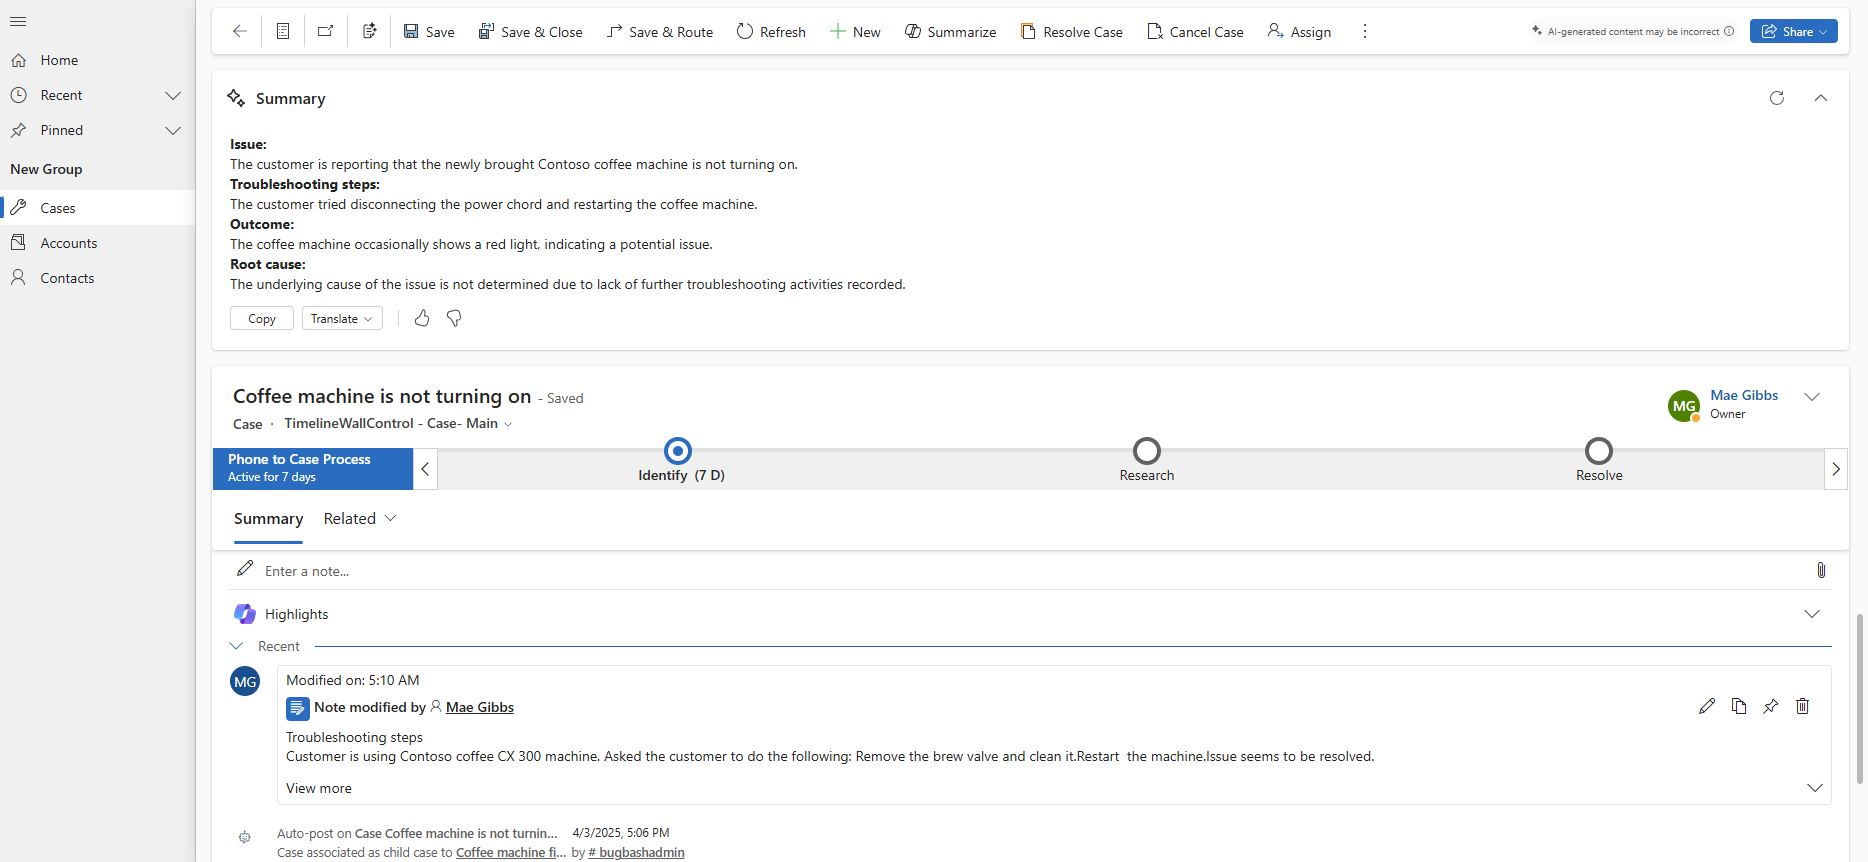 Save
Save & Close
Save & Route
Refresh
New
Summarize
Resolve Case
Cancel Case
Assign
AI-generated content may be incorrect
Share
Home
Recent
Pinned
New Group
Cases
Accounts
Contacts
Summary
Issue:
The customer is reporting that the newly brought Contoso coffee machine is not turning on.
Troubleshooting steps:
The customer tried disconnecting the power chord and restarting the coffee machine.
Outcome:
The coffee machine occasionally shows a red light, indicating a potential issue.
Root cause:
The underlying cause of the issue is not determined due to lack of further troubleshooting activities recorded.
Copy
Translate
Coffee machine is not turning on - Saved
Case · TimelineWallControl - Case- Main
MG
Mae Gibbs
Owner
Phone to Case Process
Active for 7 days
Identify (7 D)
Research
Resolve
Summary
Related
Enter a note...
Highlights
Recent
MG
Modified on: 5:10 AM
Note modified by Mae Gibbs
Troubleshooting steps
Customer is using Contoso coffee CX 300 machine. Asked the customer to do the following: Remove the brew valve and clean it.Restart  the machine.Issue seems to be resolved.
View more
Auto-post on Case Coffee machine is not turnin... 4/3/2025, 5:06 PM
Case associated as child case to Coffee machine fi... by # bugbashadmin